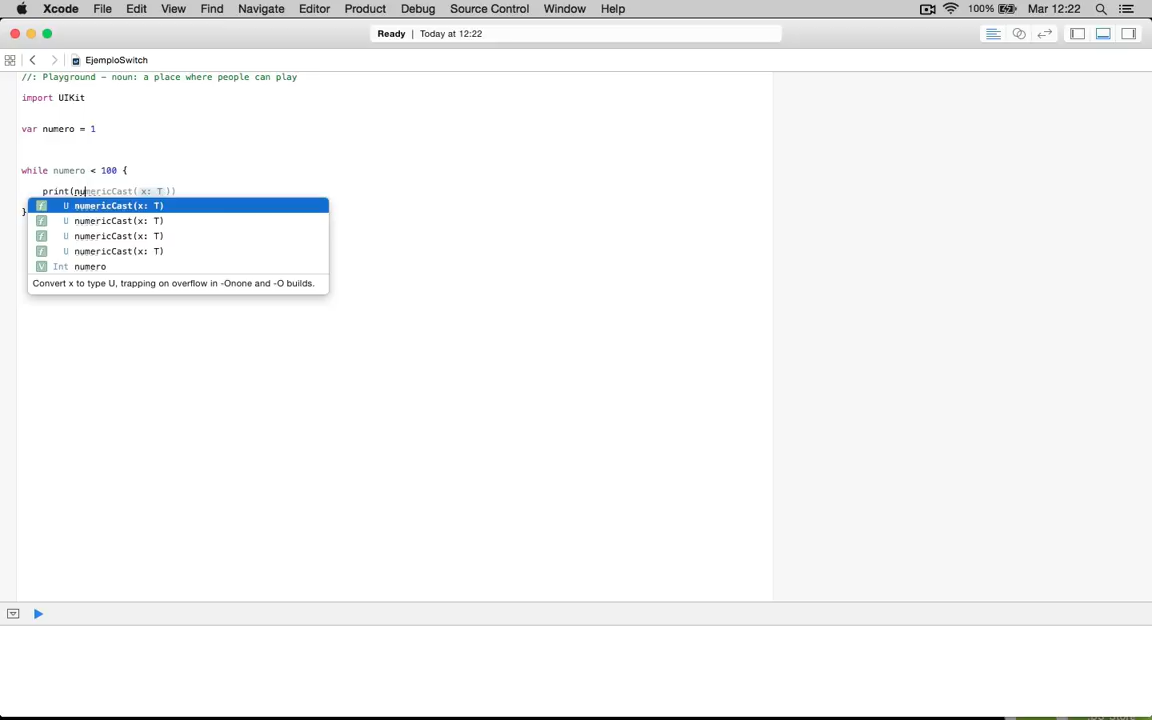 Xcode File Edit View Find Navigate Editor Product Debug Source Control Window Help 100% Mar 12:22
Ready | Today at 12:22
EjemploSwitch
//: Playground - noun: a place where people can play
import UIKit
var numero = 1
while numero < 100 {
print(numericCast(x: T))
U numericCast(x: T)
}
U numericCast(x: T)
U numericCast(x: T)
U numericCast(x: T)
Int numero
Convert x to type U, trapping on overflow in -Onone and -O builds.